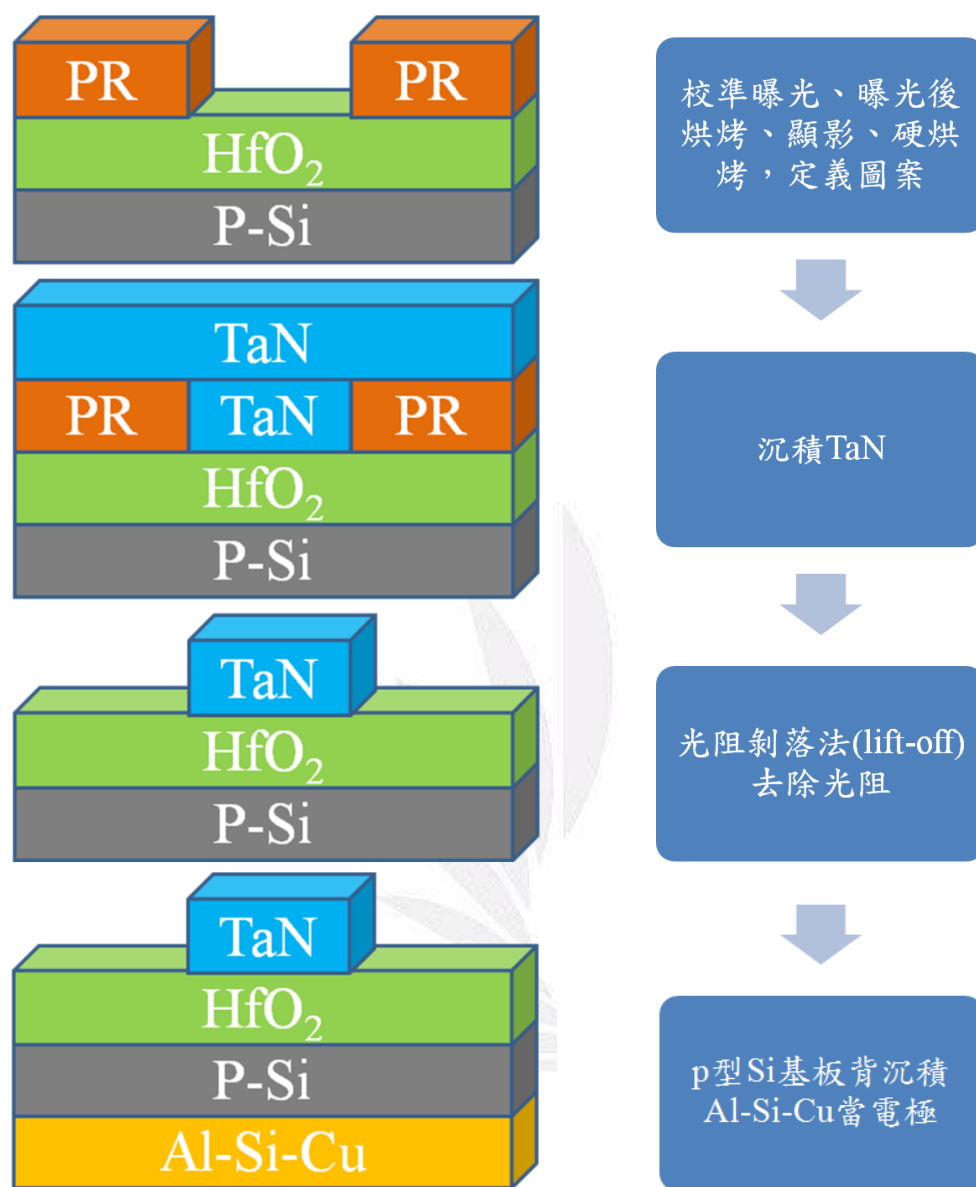 PR PR
HfO₂
P-Si
校準曝光、曝光後
烘烤、顯影、硬烘
烤，定義圖案
TaN
PR TaN PR
HfO₂
P-Si
沉積TaN
TaN
HfO₂
P-Si
光阻剝落法(lift-off)
去除光阻
TaN
HfO₂
P-Si
Al-Si-Cu
p型Si基板背沉積
Al-Si-Cu當電極